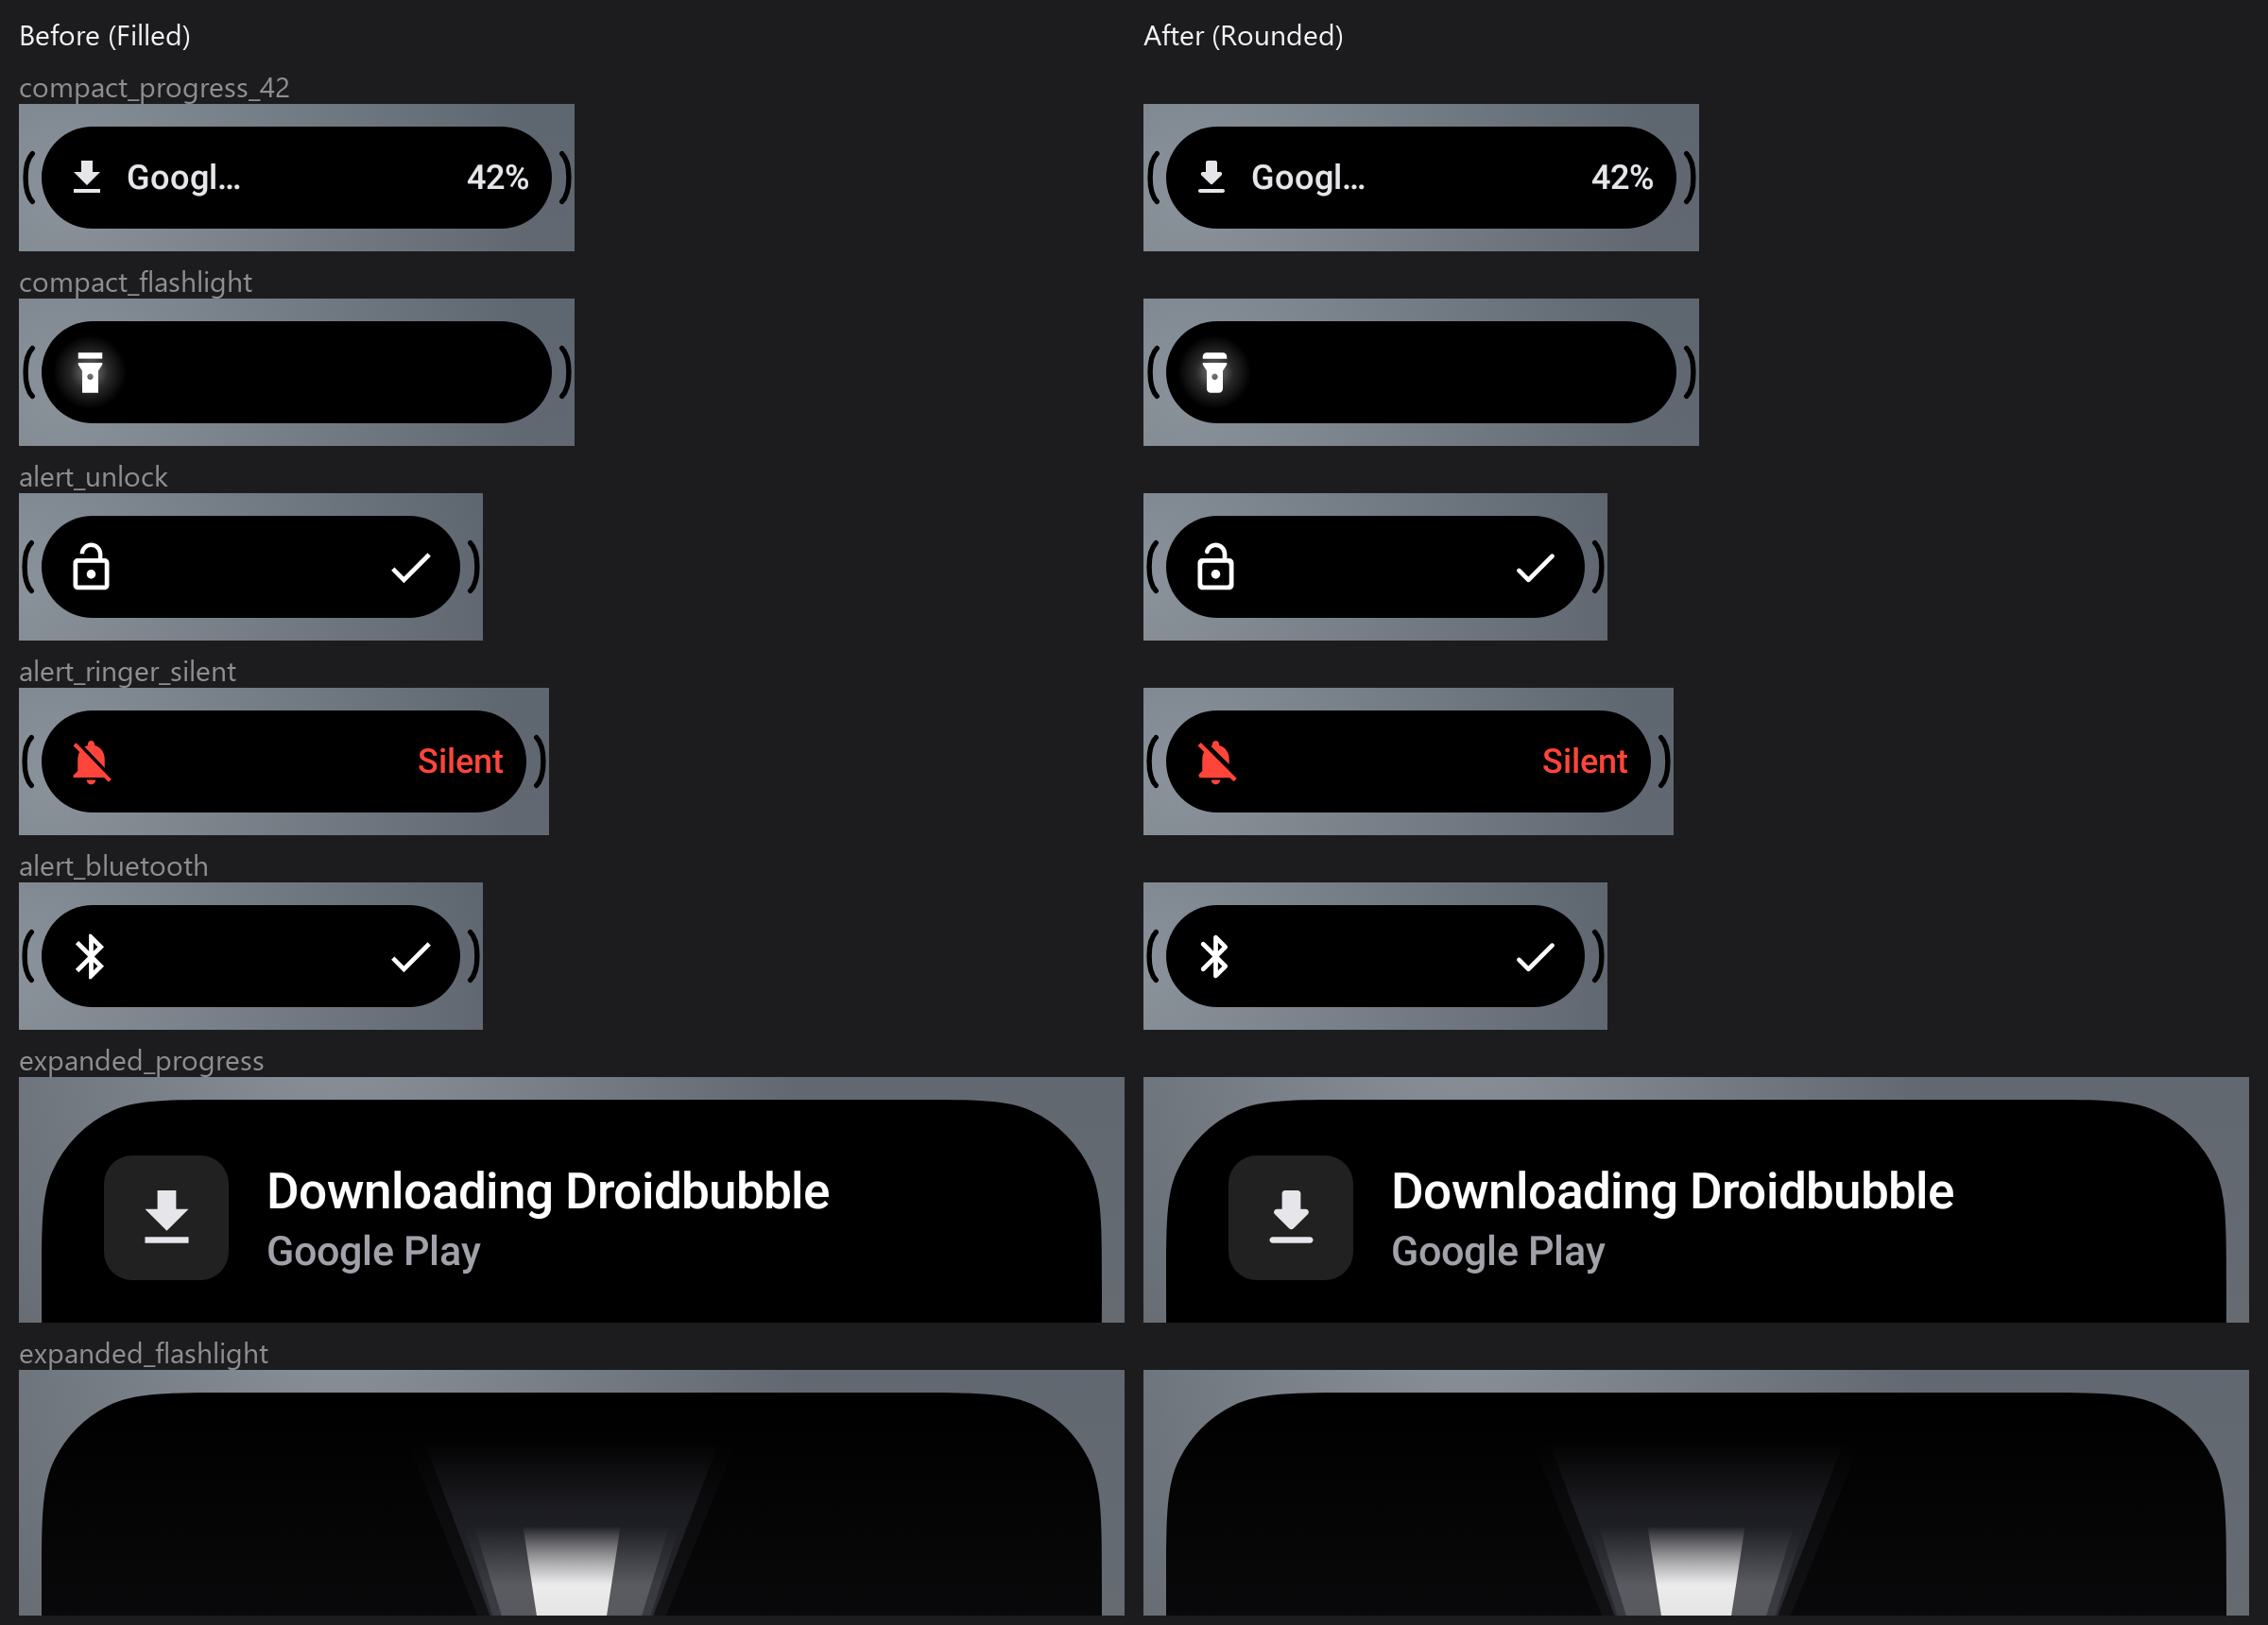 Before (Filled)
After (Rounded)
compact_progress_42
Googl...
42%
Googl...
42%
compact_flashlight
alert_unlock
alert_ringer_silent
Silent
Silent
alert_bluetooth
expanded_progress
Downloading Droidbubble
Google Play
Downloading Droidbubble
Google Play
expanded_flashlight